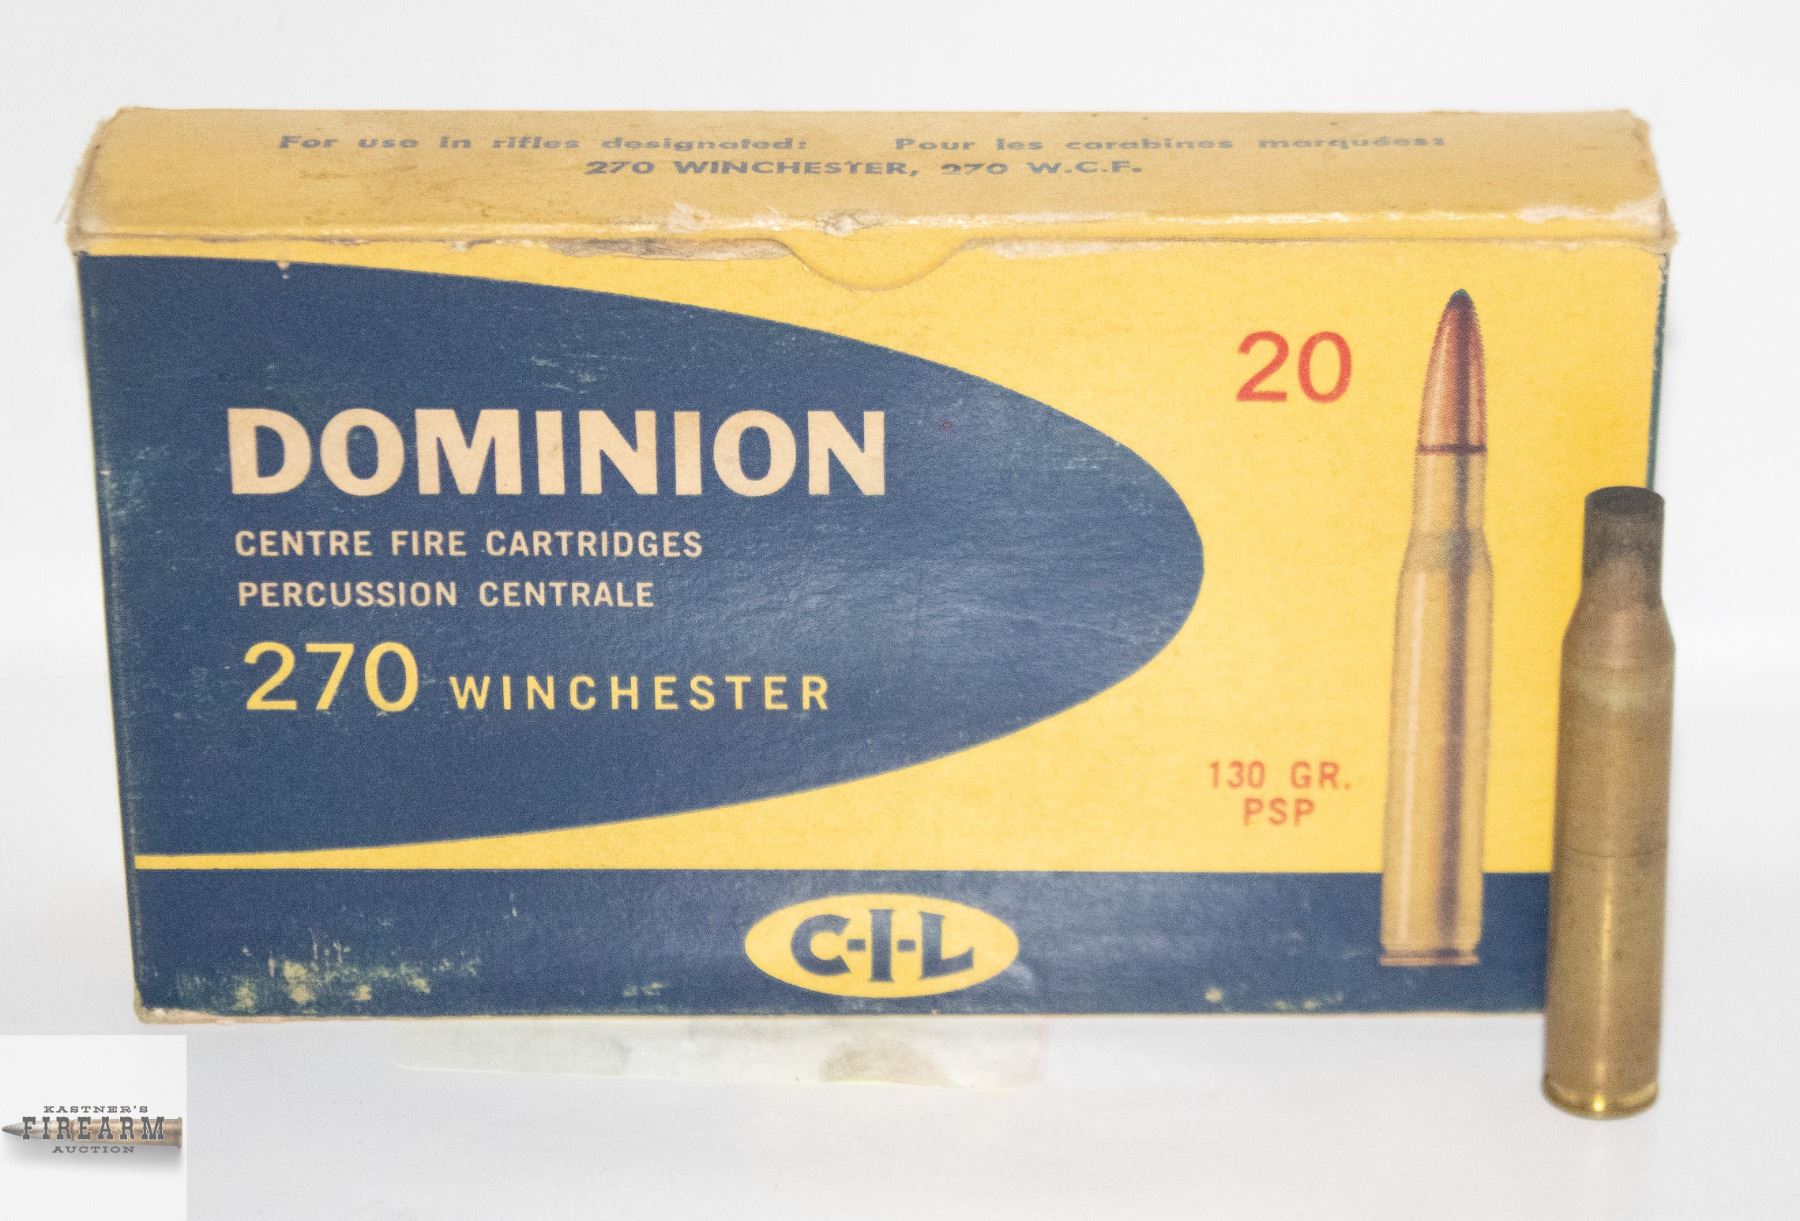 For use in rifles designated: Pour les carabines marquées:
270 WINCHESTER, 270 W.C.F.
20
DOMINION
CENTRE FIRE CARTRIDGES
PERCUSSION CENTRALE
270 WINCHESTER
130 GR.
PSP
C-I-L
KASTNER'S
FIREARM
AUCTION